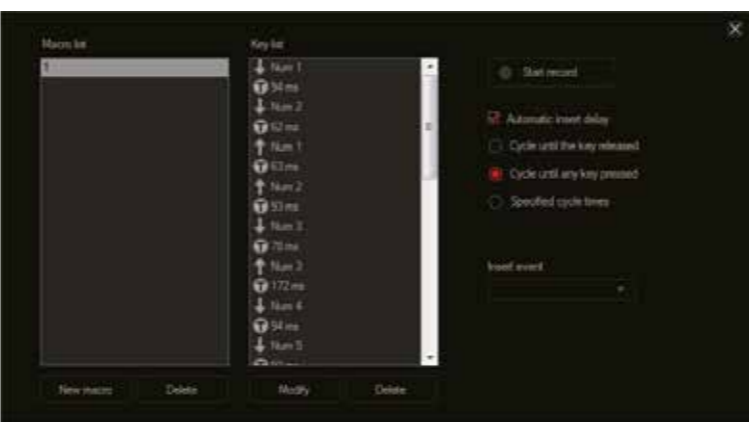 Macro list
Key list
1
Num 1
94 ms
Num 2
62 ms
Num 1
63 ms
Num 2
93 ms
Num 3
78 ms
Num 3
172 ms
Num 4
94 ms
Num 5
Start record
Automatic insert delay
Cycle until the key released
Cycle until any key pressed
Specified cycle times
Insert event
New macro
Delete
Modify
Delete